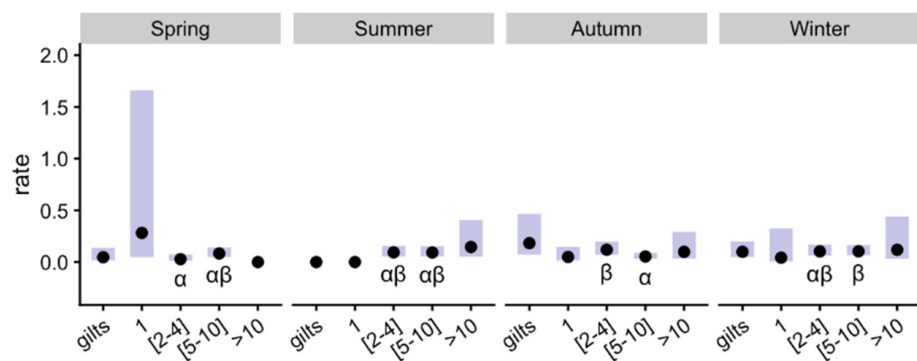 Spring Summer Autumn Winter
2.0
1.5
rate
1.0
0.5
0.0
α αβ αβ αβ β α αβ β
gilts 1 [2-4] [5-10] >10 gilts 1 [2-4] [5-10] >10 gilts 1 [2-4] [5-10] >10 gilts 1 [2-4] [5-10] >10